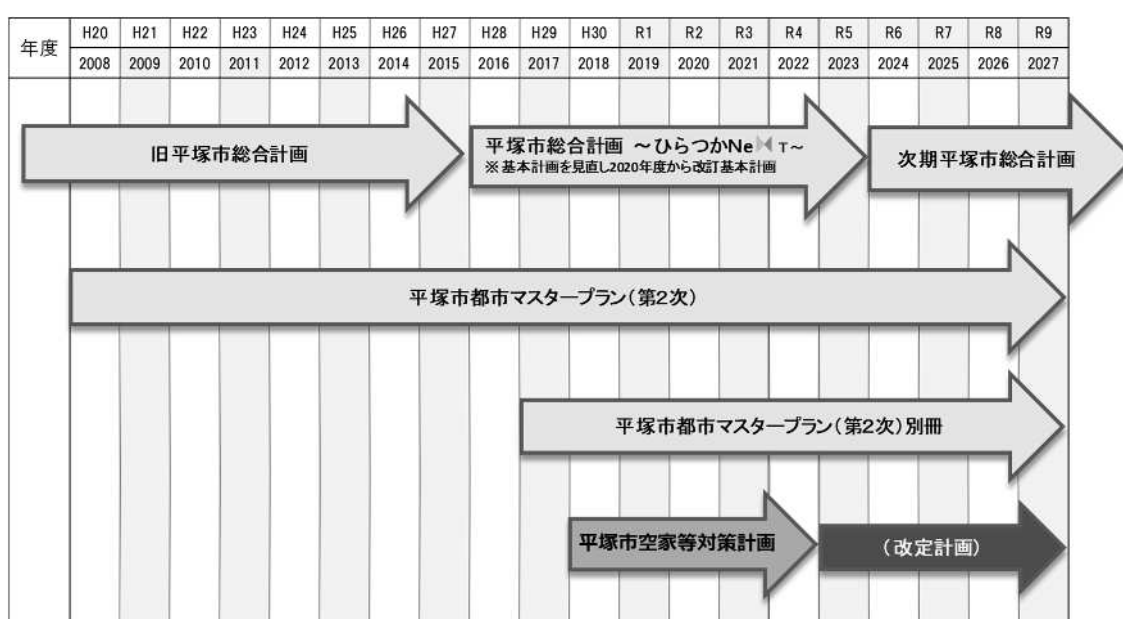 年度 H20 H21 H22 H23 H24 H25 H26 H27 H28 H29 H30 R1 R2 R3 R4 R5 R6 R7 R8 R9
2008 2009 2010 2011 2012 2013 2014 2015 2016 2017 2018 2019 2020 2021 2022 2023 2024 2025 2026 2027
旧平塚市総合計画
平塚市総合計画 ～ひらつかNe T～
※基本計画を見直し2020年度から改訂基本計画
次期平塚市総合計画
平塚市都市マスタープラン（第2次）
平塚市都市マスタープラン（第2次）別冊
平塚市空家等対策計画
（改定計画）